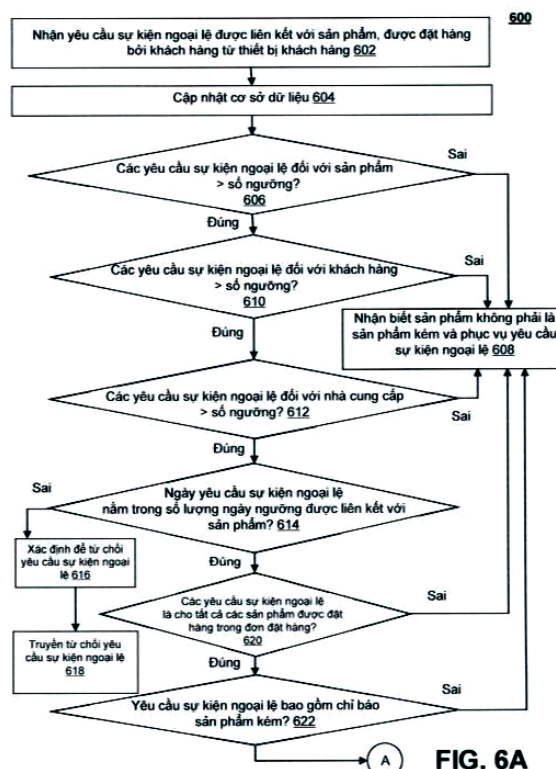 600
Nhận yêu cầu sự kiện ngoại lệ được liên kết với sản phẩm, được đặt hàng
bởi khách hàng từ thiết bị khách hàng 602
Cập nhật cơ sở dữ liệu 604
Các yêu cầu sự kiện ngoại lệ đối với sản phẩm
> số ngưỡng?
606
Sai
Đúng
Các yêu cầu sự kiện ngoại lệ đối với khách hàng
> số ngưỡng?
610
Sai
Đúng
Nhận biết sản phẩm không phải là
sản phẩm kém và phục vụ yêu cầu
sự kiện ngoại lệ 608
Các yêu cầu sự kiện ngoại lệ đối với nhà cung cấp
> số ngưỡng? 612
Sai
Đúng
Ngày yêu cầu sự kiện ngoại lệ
nằm trong số lượng ngày ngưỡng được liên kết với
sản phẩm? 614
Sai
Đúng
Xác định để từ chối
yêu cầu sự kiện ngoại
lệ 616
Truyền từ chối yêu
cầu sự kiện ngoại lệ
618
Các yêu cầu sự kiện ngoại lệ
là cho tất cả các sản phẩm được đặt
hàng trong đơn đặt hàng?
620
Sai
Đúng
Yêu cầu sự kiện ngoại lệ bao gồm chỉ báo
sản phẩm kém? 622
Sai
Đúng
A
FIG. 6A